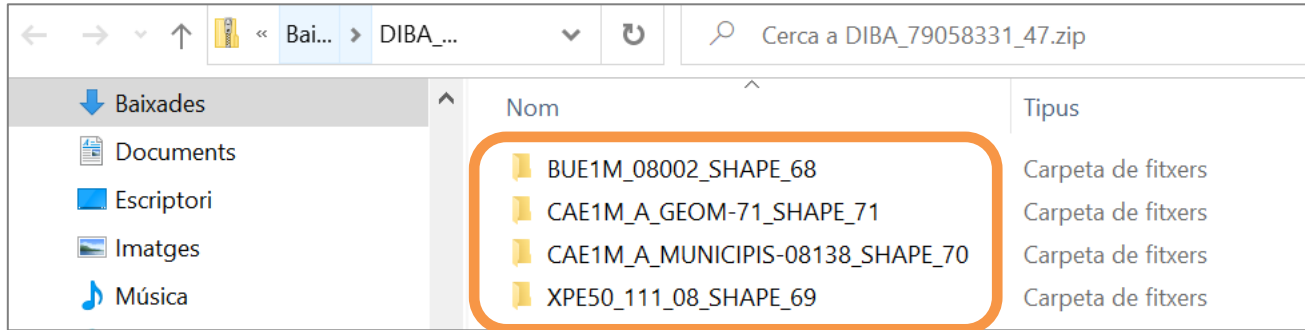 « Bai... > DIBA_... Cerca a DIBA_79058331_47.zip
Baixades
Documents
Escriptori
Imatges
Música
Nom Tipus
BUE1M_08002_SHAPE_68 Carpeta de fitxers
CAE1M_A_GEOM-71_SHAPE_71 Carpeta de fitxers
CAE1M_A_MUNICIPIS-08138_SHAPE_70 Carpeta de fitxers
XPE50_111_08_SHAPE_69 Carpeta de fitxers